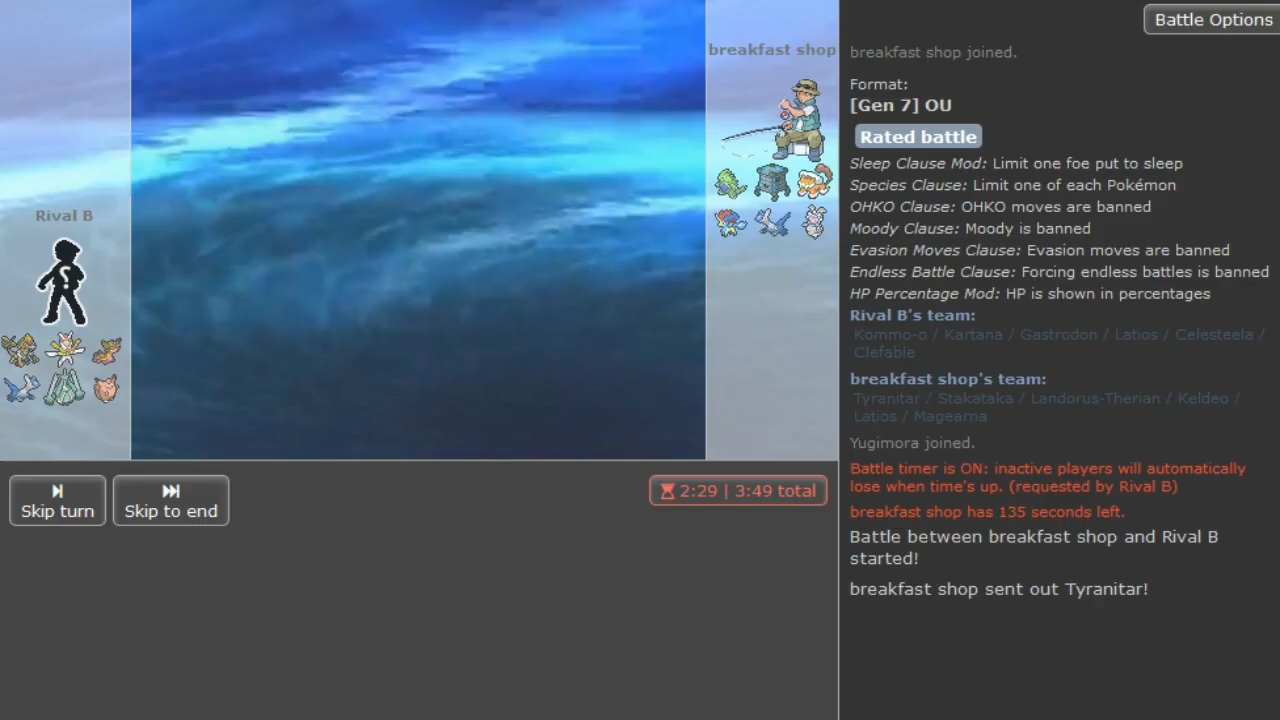 Battle Options
breakfast shop joined.
Format:
[Gen 7] OU
Rated battle
Sleep Clause Mod: Limit one foe put to sleep
Species Clause: Limit one of each Pokémon
OHKO Clause: OHKO moves are banned
Moody Clause: Moody is banned
Evasion Moves Clause: Evasion moves are banned
Endless Battle Clause: Forcing endless battles is banned
HP Percentage Mod: HP is shown in percentages
Rival B's team:
Kommo-o / Kartana / Gastrodon / Latios / Celesteela /
Clefable
breakfast shop's team:
Tyranitar / Stakataka / Landorus-Therian / Keldeo /
Latios / Magearna
Yugimora joined.
Battle timer is ON: inactive players will automatically
lose when time's up. (requested by Rival B)
breakfast shop has 135 seconds left.
Battle between breakfast shop and Rival B
started!
breakfast shop sent out Tyranitar!
breakfast shop
Rival B
Skip turn
Skip to end
2:29 | 3:49 total